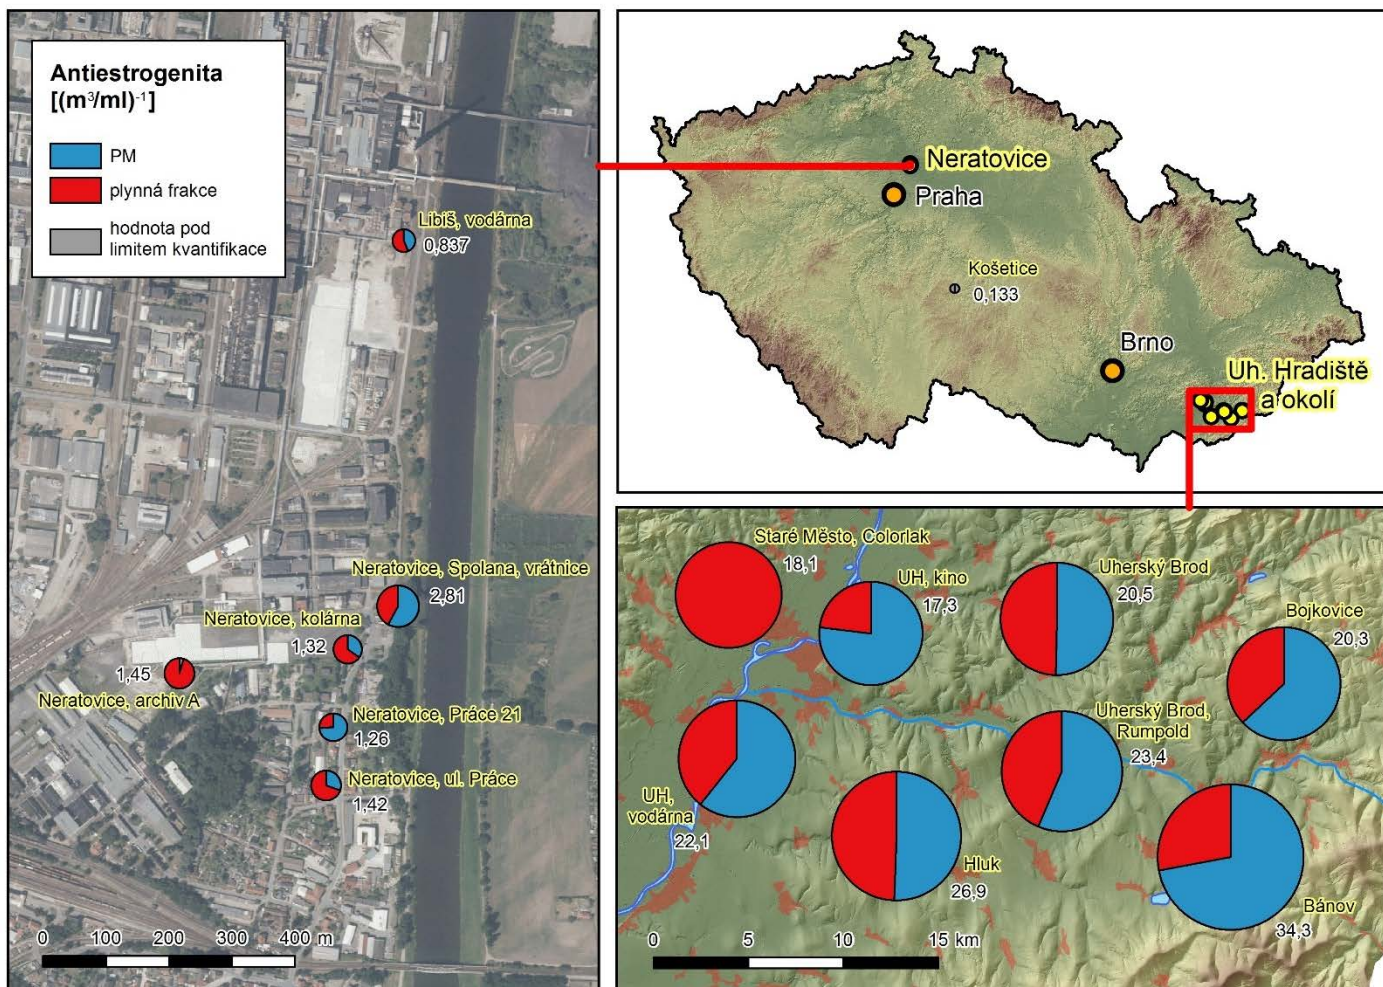 Antiestrogenita
[(m³/ml)⁻¹]
PM
plynná frakce
hodnota pod
limitem kvantifikace
Libiš, vodárna
0,837
Neratovice, Spolana, vrátnice
2,81
Neratovice, kolárna
1,32
1,45
Neratovice, archiv A
Neratovice, Práce 21
1,26
Neratovice, ul. Práce
1,42
0 100 200 300 400 m
Neratovice
Praha
Košetice
0,133
Brno
Uh. Hradiště
a okolí
Staré Město, Colorlak
18,1
UH, kino
17,3
Uherský Brod
20,5
Bojkovice
20,3
UH,
vodárna
22,1
Uherský Brod,
Rumpold
23,4
Hluk
26,9
Bánov
34,3
0 5 10 15 km